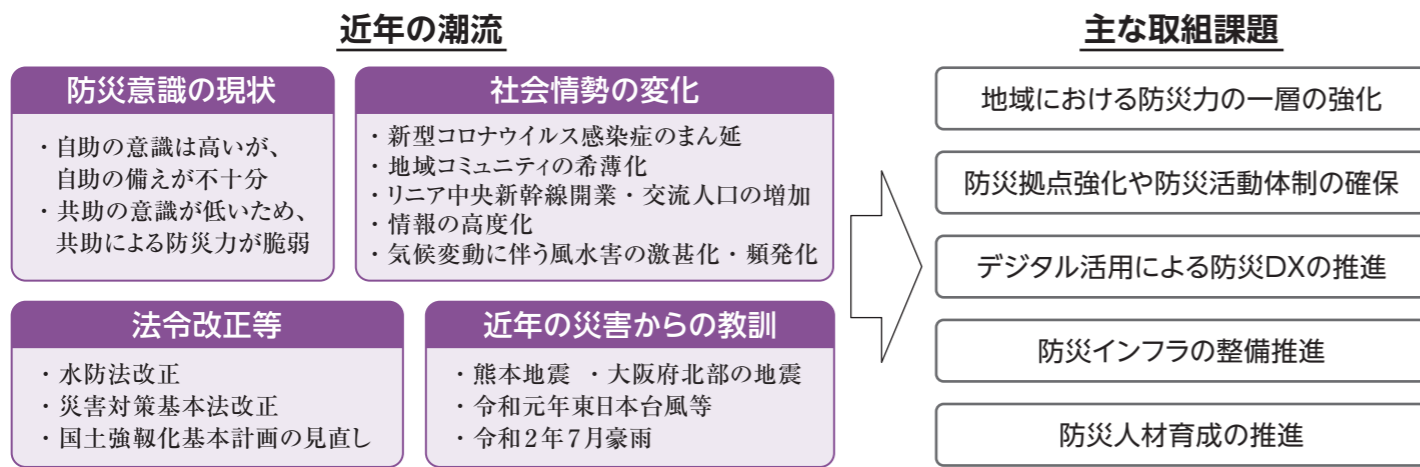 近年の潮流
防災意識の現状
・自助の意識は高いが、
自助の備えが不十分
・共助の意識が低いため、
共助による防災力が脆弱
社会情勢の変化
・新型コロナウイルス感染症のまん延
・地域コミュニティの希薄化
・リニア中央新幹線開業・交流人口の増加
・情報の高度化
・気候変動に伴う風水害の激甚化・頻発化
法令改正等
・水防法改正
・災害対策基本法改正
・国土強靱化基本計画の見直し
近年の災害からの教訓
・熊本地震 ・大阪府北部の地震
・令和元年東日本台風等
・令和2年7月豪雨
主な取組課題
地域における防災力の一層の強化
防災拠点強化や防災活動体制の確保
デジタル活用による防災DXの推進
防災インフラの整備推進
防災人材育成の推進